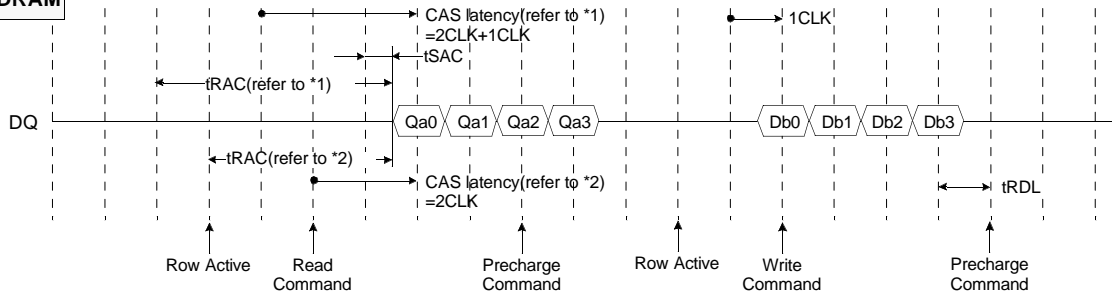 DRAM
CAS latency(refer to *1)
=2CLK+1CLK
1CLK
tSAC
tRAC(refer to *1)
DQ
Qa0 Qa1 Qa2 Qa3
Db0 Db1 Db2 Db3
tRAC(refer to *2)
CAS latency(refer to *2)
=2CLK
tRDL
Row Active
Read
Command
Precharge
Command
Row Active
Write
Command
Precharge
Command